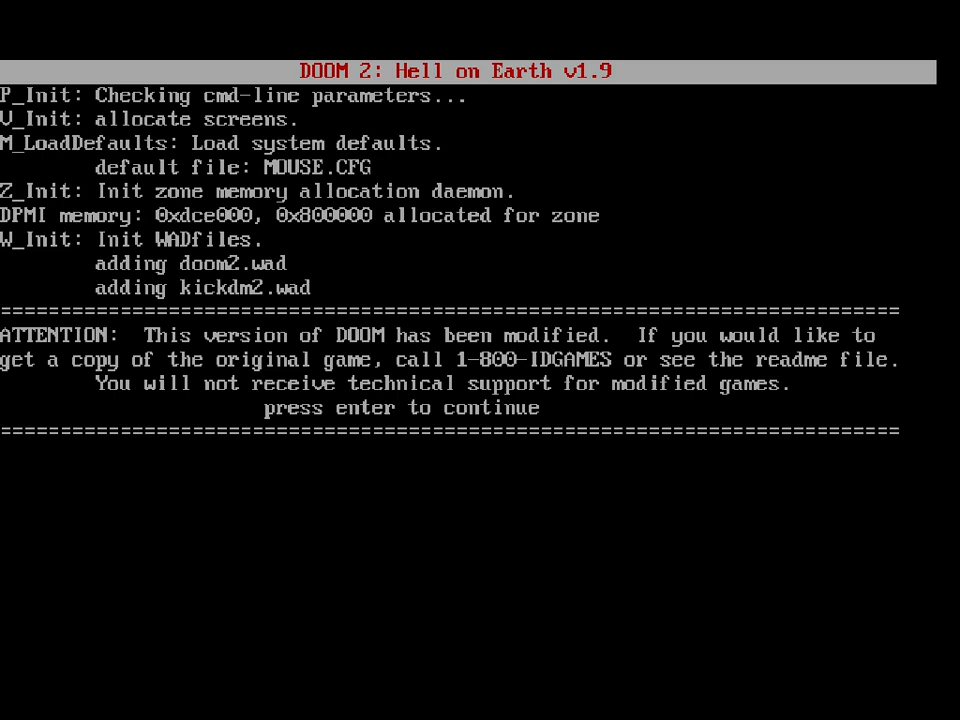 DOOM 2: Hell on Earth v1.9
P_Init: Checking cmd-line parameters...
V_Init: allocate screens.
M_LoadDefaults: Load system defaults.
default file: MOUSE.CFG
Z_Init: Init zone memory allocation daemon.
DPMI memory: 0xdce000, 0x800000 allocated for zone
W_Init: Init WADfiles.
adding doom2.wad
adding kickdm2.wad
===========================================================================
ATTENTION:  This version of DOOM has been modified.  If you would like to
get a copy of the original game, call 1-800-IDGAMES or see the readme file.
You will not receive technical support for modified games.
press enter to continue
===========================================================================